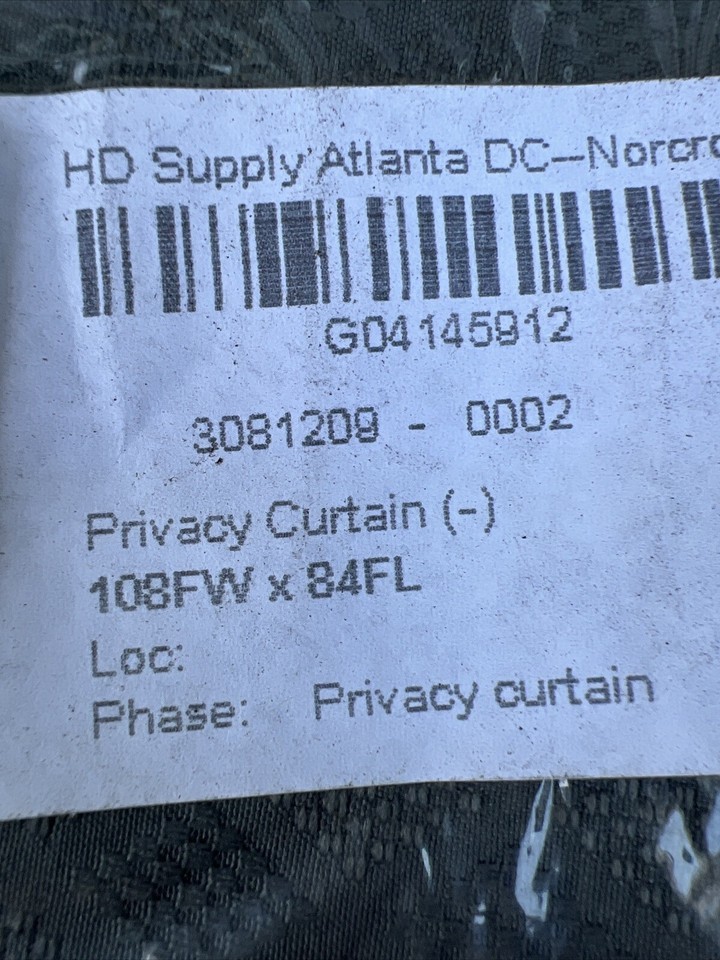 HD Supply Atlanta DC--Norcro
G04145912
3081209 - 0002
Privacy Curtain (-)
108FW x 84FL
Loc:
Phase: Privacy curtain